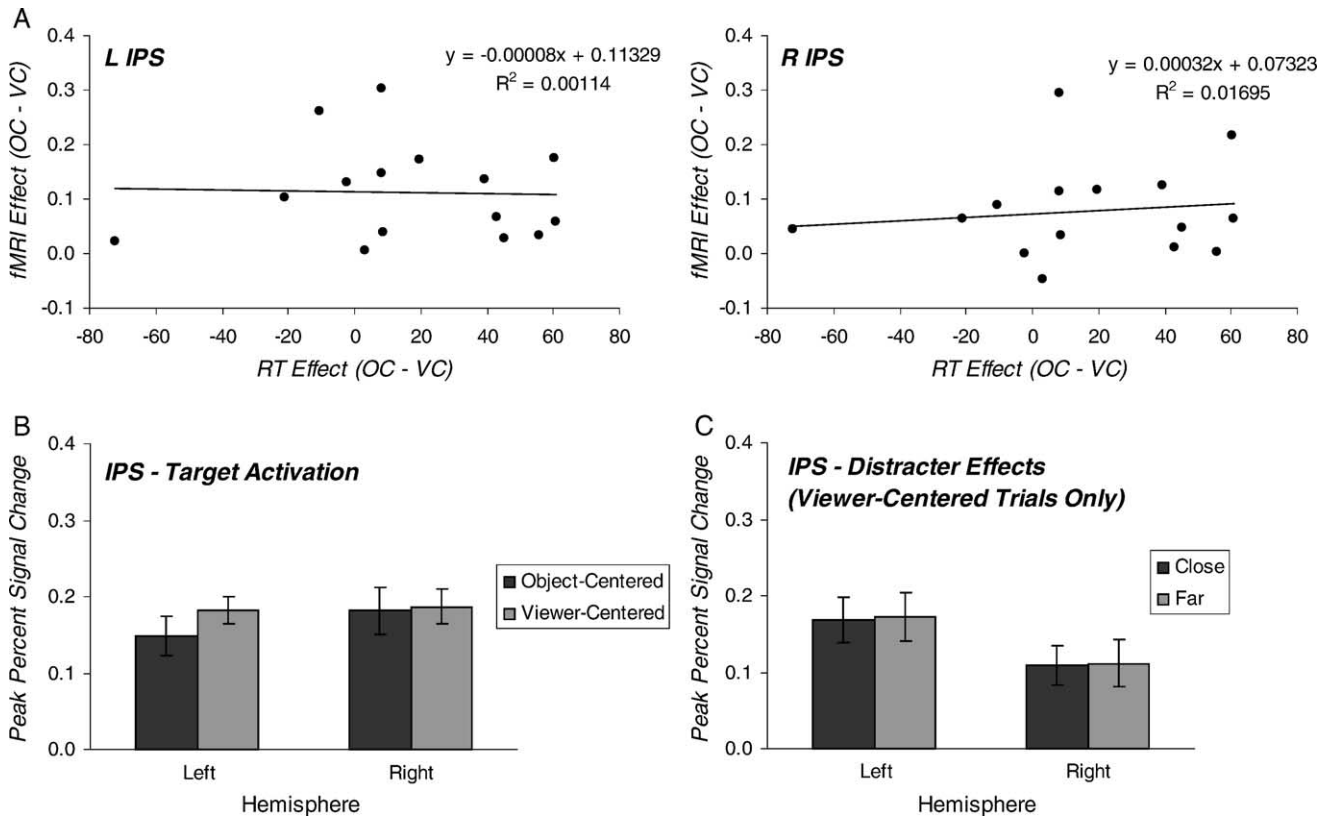 A
L IPS
y = -0.00008x + 0.11329
R² = 0.00114
0.4
0.3
0.2
0.1
0.0
-0.1
fMRI Effect (OC - VC)
-80 -60 -40 -20 0 20 40 60 80
RT Effect (OC - VC)
R IPS
y = 0.00032x + 0.07323
R² = 0.01695
0.4
0.3
0.2
0.1
0.0
-0.1
fMRI Effect (OC - VC)
-80 -60 -40 -20 0 20 40 60 80
RT Effect (OC - VC)
B
IPS - Target Activation
0.4
0.3
0.2
0.1
0.0
Peak Percent Signal Change
Object-Centered
Viewer-Centered
Left Right
Hemisphere
C
IPS - Distracter Effects
(Viewer-Centered Trials Only)
0.4
0.3
0.2
0.1
0.0
Peak Percent Signal Change
Close
Far
Left Right
Hemisphere